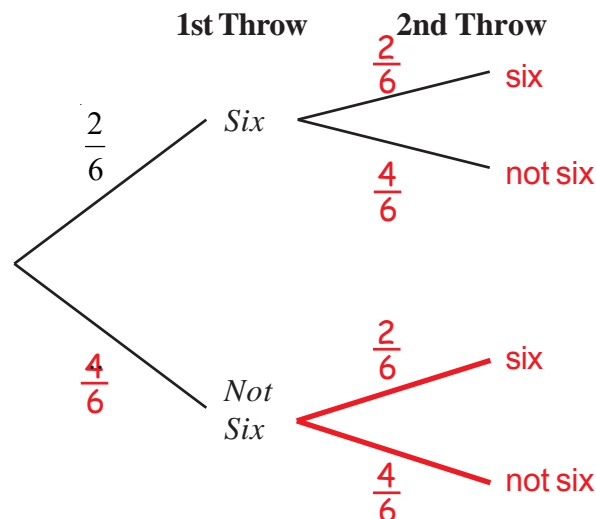 1st Throw 2nd Throw
2/6
six
2/6
Six
4/6
not six
4/6
2/6
six
Not
Six
4/6
not six